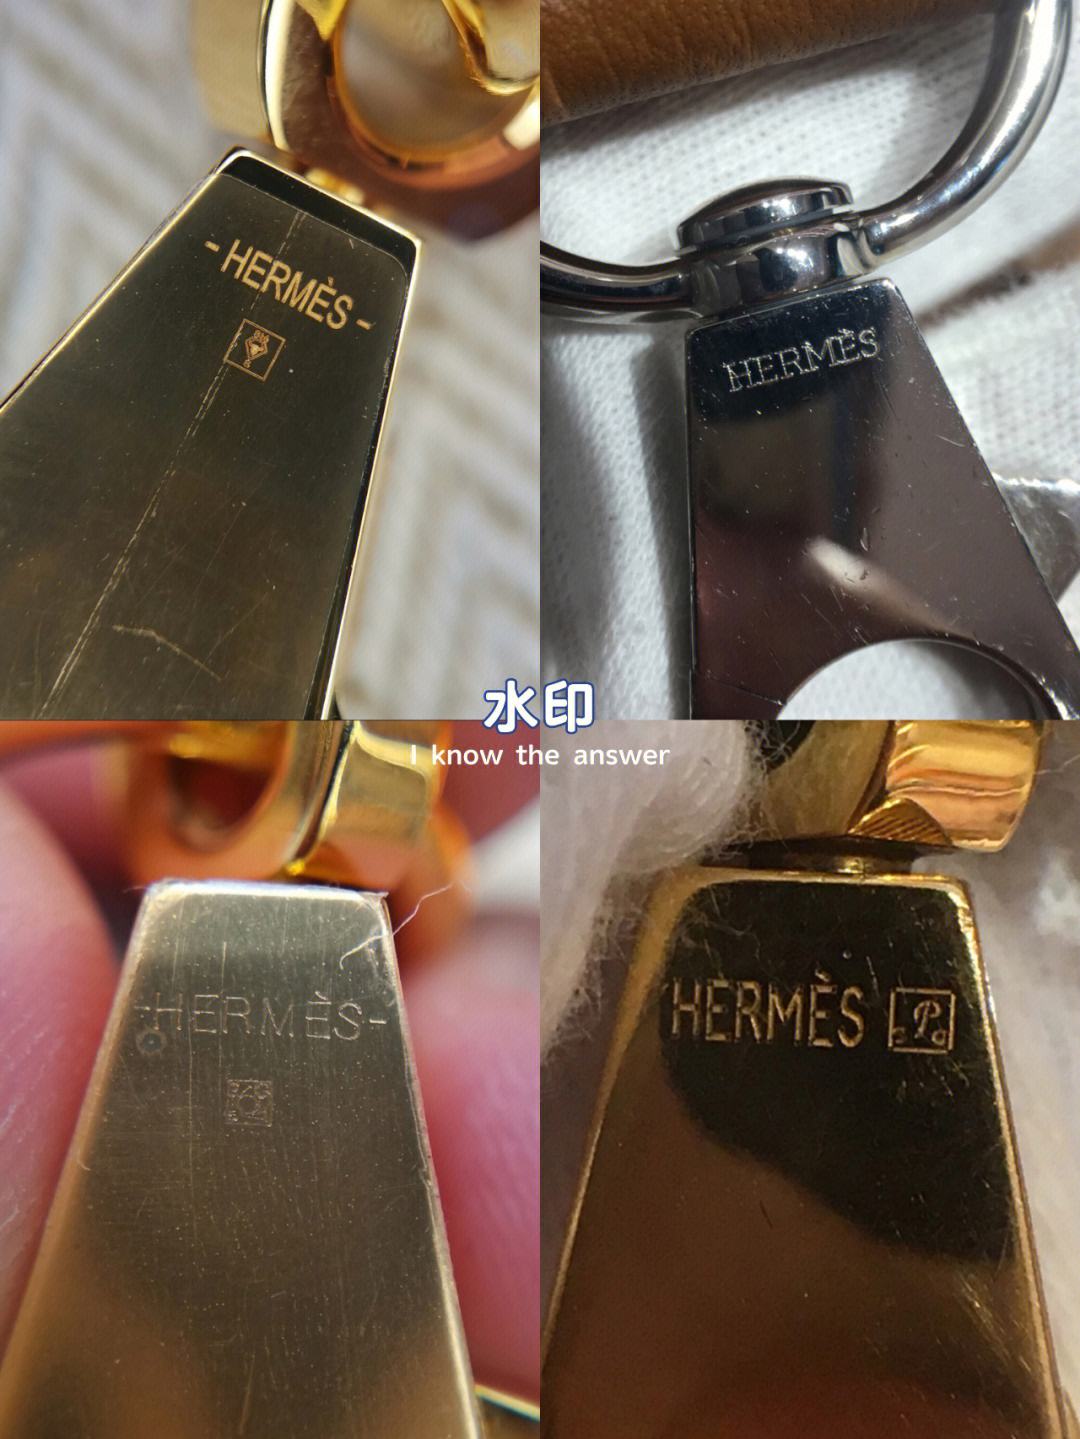 - HERMÈS -
HERMÈS
水印
I know the answer
-HERMÈS-
HERMÈS P